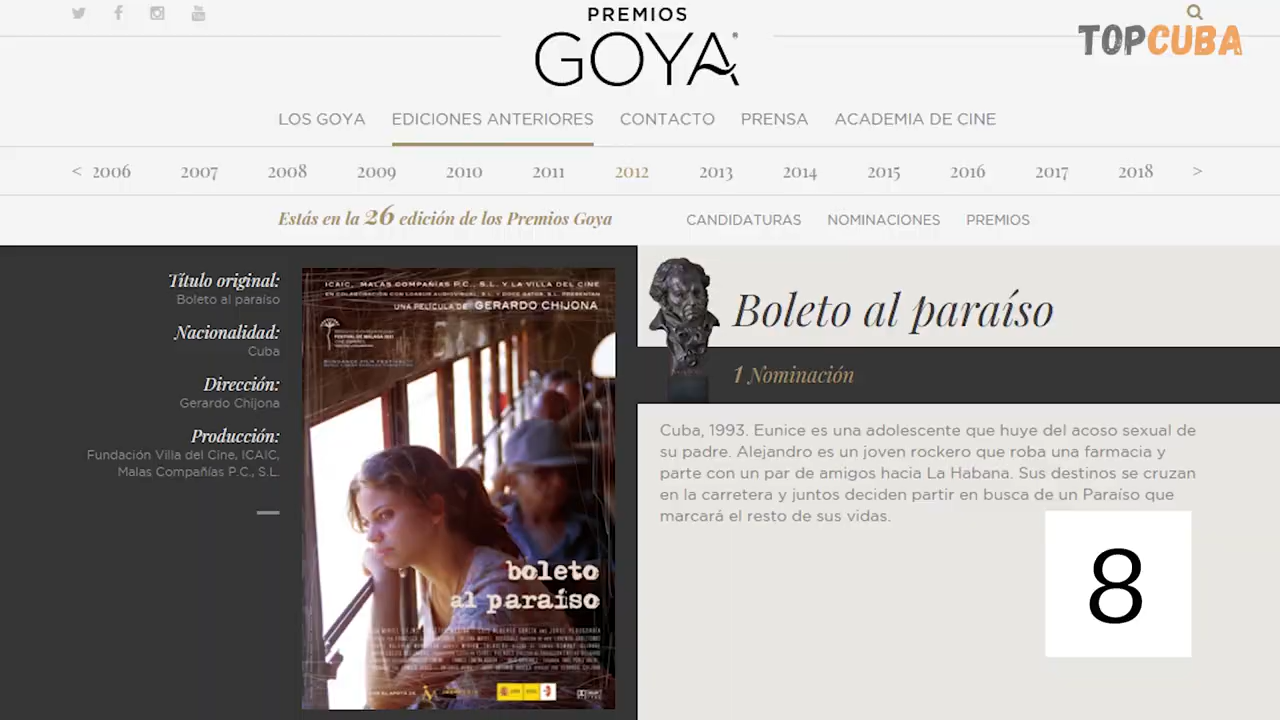 PREMIOS
GOYA
TOPCUBA
LOS GOYA EDICIONES ANTERIORES CONTACTO PRENSA ACADEMIA DE CINE
< 2006 2007 2008 2009 2010 2011 2012 2013 2014 2015 2016 2017 2018 >
Estás en la 26 edición de los Premios Goya CANDIDATURAS NOMINACIONES PREMIOS
Título original:
Boleto al paraíso
Nacionalidad:
Cuba
Dirección:
Gerardo Chijona
Producción:
Fundación Villa del Cine, ICAIC,
Malas Compañías P.C., S.L.
ICAIC, MALAS COMPAÑIAS P.C., S.L. Y LA VILLA DEL CINE
UNA PELICULA DE GERARDO CHIJONA
boleto
al paraíso
Boleto al paraíso
1 Nominación
Cuba, 1993. Eunice es una adolescente que huye del acoso sexual de
su padre. Alejandro es un joven rockero que roba una farmacia y
parte con un par de amigos hacia La Habana. Sus destinos se cruzan
en la carretera y juntos deciden partir en busca de un Paraíso que
marcará el resto de sus vidas.
8